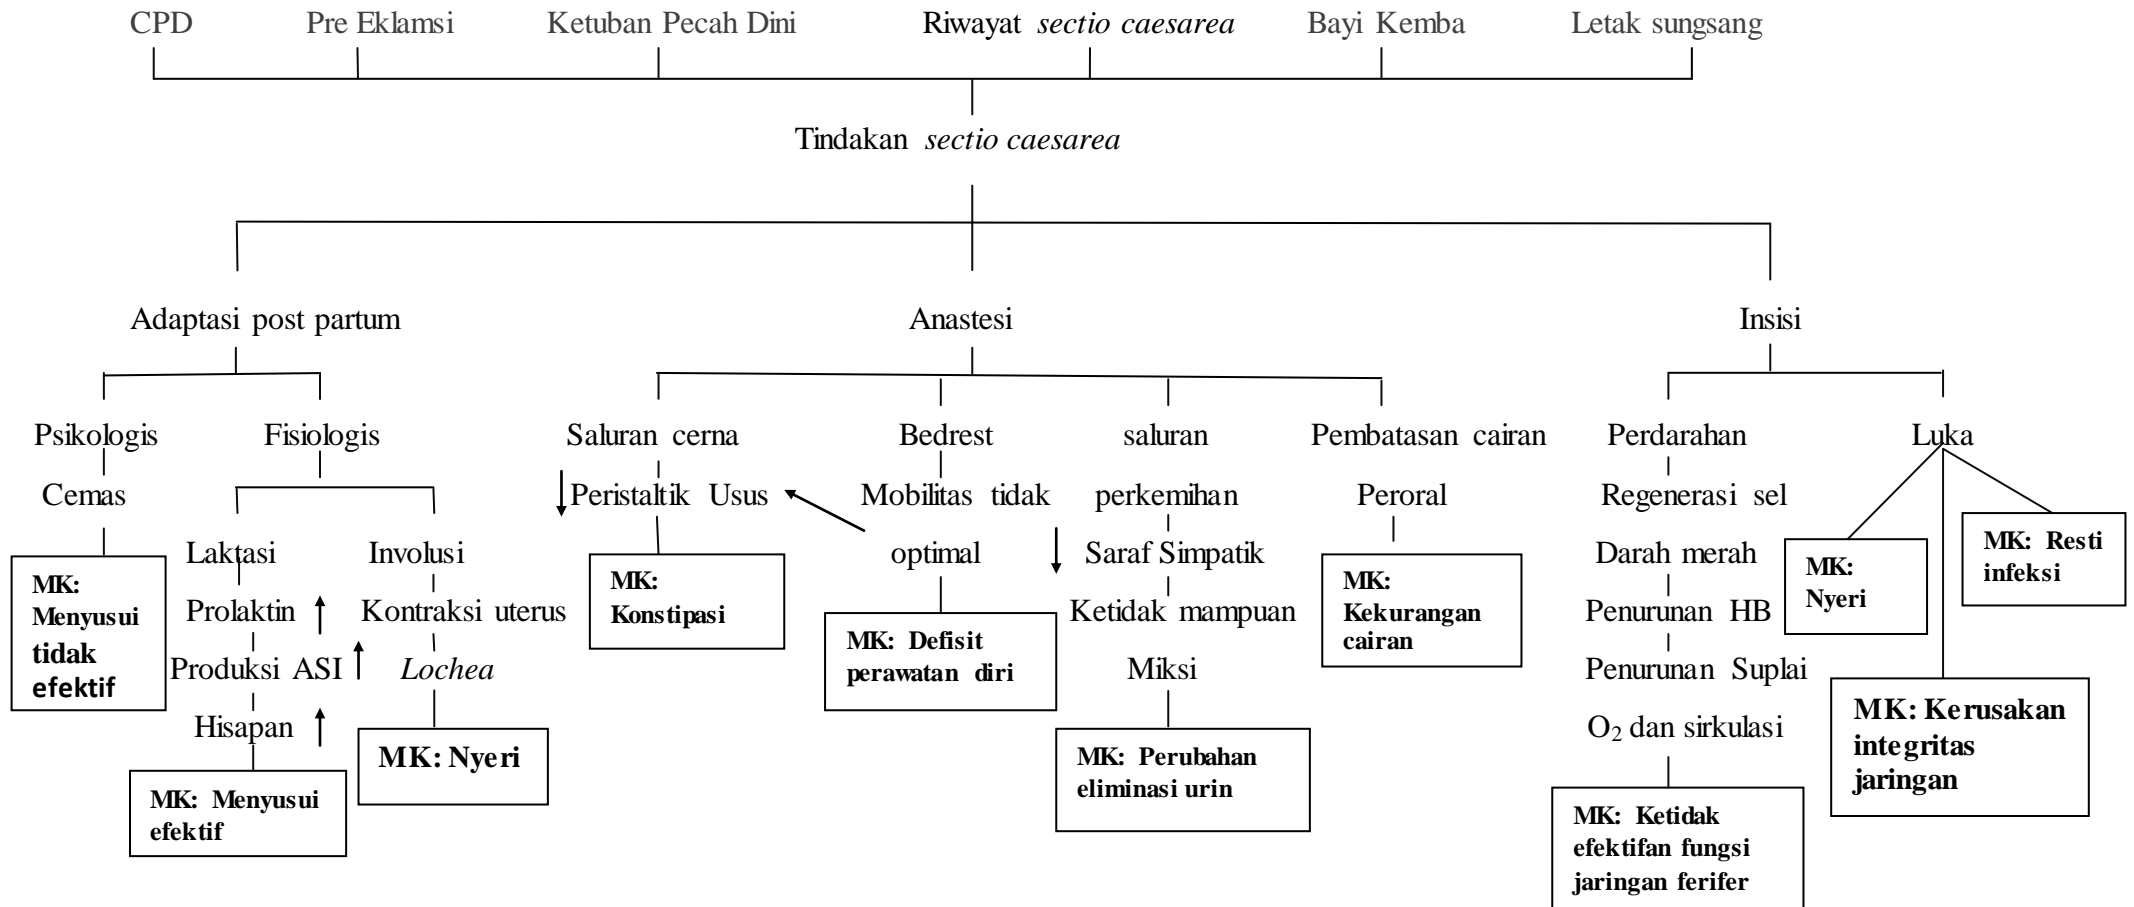 CPD
Pre Eklamsi
Ketuban Pecah Dini
Riwayat sectio caesarea
Bayi Kemba
Letak sungsang
Tindakan sectio caesarea
Adaptasi post partum
Anastesi
Insisi
Psikologis
Fisiologis
Saluran cerna
Bedrest
saluran
Pembatasan cairan
Perdarahan
Luka
Cemas
Peristaltik Usus
Mobilitas tidak
perkemihan
Peroral
Regenerasi sel
Laktasi
Involusi
optimal
Saraf Simpatik
Darah merah
MK:
Menyusui
tidak
efektif
Prolaktin
Kontraksi uterus
MK:
Konstipasi
MK: Defisit
perawatan diri
Ketidak mampuan
MK:
Kekurangan
cairan
Penurunan HB
MK:
Nyeri
MK: Resti
infeksi
Produksi ASI
Lochea
Miksi
Penurunan Suplai
Hisapan
MK: Nyeri
MK: Perubahan
eliminasi urin
O₂ dan sirkulasi
MK: Kerusakan
integritas
jaringan
MK: Menyusui
efektif
MK: Ketidak
efektifan fungsi
jaringan ferifer